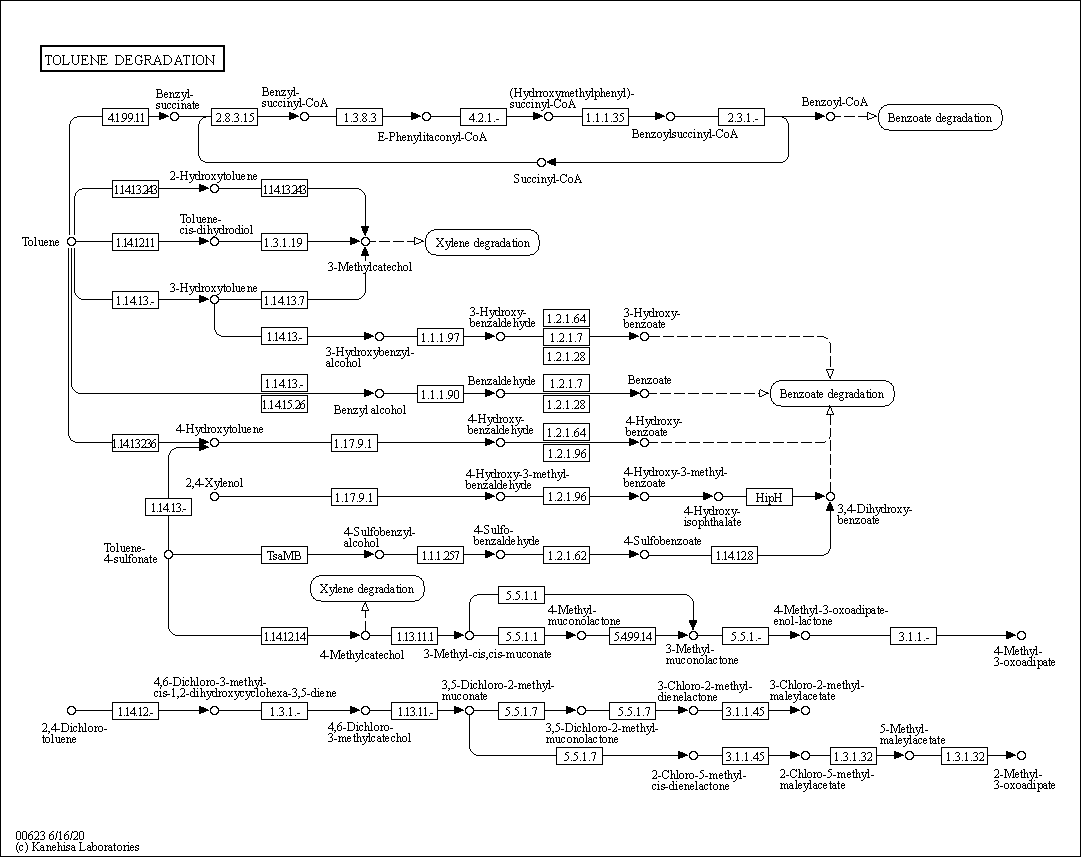 TOLUENE DEGRADATION
Benzyl-
succinate
Benzyl-
succinyl-CoA
(Hydrroxymethylphenyl)-
succinyl-CoA
Benzoyl-CoA
4.1.99.11
2.8.3.15
1.3.8.3
4.2.1.-
1.1.1.35
2.3.1.-
Benzoate degradation
E-Phenylitaconyl-CoA
Benzoylsuccinyl-CoA
Succinyl-CoA
2-Hydroxytoluene
1.14.13.243
1.14.13.243
Toluene-
cis-dihydrodiol
Toluene
1.14.12.11
1.3.1.19
Xylene degradation
3-Methylcatechol
3-Hydroxytoluene
1.14.13.-
1.14.13.7
3-Hydroxy-
benzaldehyde
1.2.1.64
3-Hydroxy-
benzoate
1.14.13.-
1.1.1.97
1.2.1.7
3-Hydroxybenzyl-
alcohol
1.2.1.28
1.14.13.-
Benzaldehyde
1.2.1.7
Benzoate
1.14.15.26
Benzyl alcohol
1.1.1.90
1.2.1.28
Benzoate degradation
4-Hydroxytoluene
4-Hydroxy-
benzaldehyde
1.2.1.64
4-Hydroxy-
benzoate
1.14.13.236
1.17.9.1
1.2.1.96
2,4-Xylenol
4-Hydroxy-3-methyl-
benzaldehyde
4-Hydroxy-3-methyl-
benzoate
1.17.9.1
1.2.1.96
HipH
1.14.13.-
4-Hydroxy-
isophthalate
3,4-Dihydroxy-
benzoate
Toluene-
4-sulfonate
4-Sulfobenzyl-
alcohol
4-Sulfo-
benzaldehyde
4-Sulfobenzoate
TsaMB
1.1.1.257
1.2.1.62
1.14.12.8
Xylene degradation
5.5.1.1
4-Methyl-
muconolactone
4-Methyl-3-oxoadipate-
enol-lactone
1.14.12.14
1.13.11.1
5.5.1.1
5.4.99.14
5.5.1.-
3.1.1.-
4-Methylcatechol
3-Methyl-cis,cis-muconate
3-Methyl-
muconolactone
4-Methyl-
3-oxoadipate
4,6-Dichloro-3-methyl-
cis-1,2-dihydroxycyclohexa-3,5-diene
3,5-Dichloro-2-methyl-
muconate
3-Chloro-2-methyl-
dienelactone
3-Chloro-2-methyl-
maleylacetate
1.14.12.-
1.3.1.-
1.13.11.-
5.5.1.7
5.5.1.7
3.1.1.45
2,4-Dichloro-
toluene
4,6-Dichloro-
3-methylcatechol
3,5-Dichloro-2-methyl-
muconolactone
5-Methyl-
maleylacetate
5.5.1.7
3.1.1.45
1.3.1.32
1.3.1.32
2-Chloro-5-methyl-
cis-dienelactone
2-Chloro-5-methyl-
maleylacetate
2-Methyl-
3-oxoadipate
00623 6/16/20
(c) Kanehisa Laboratories